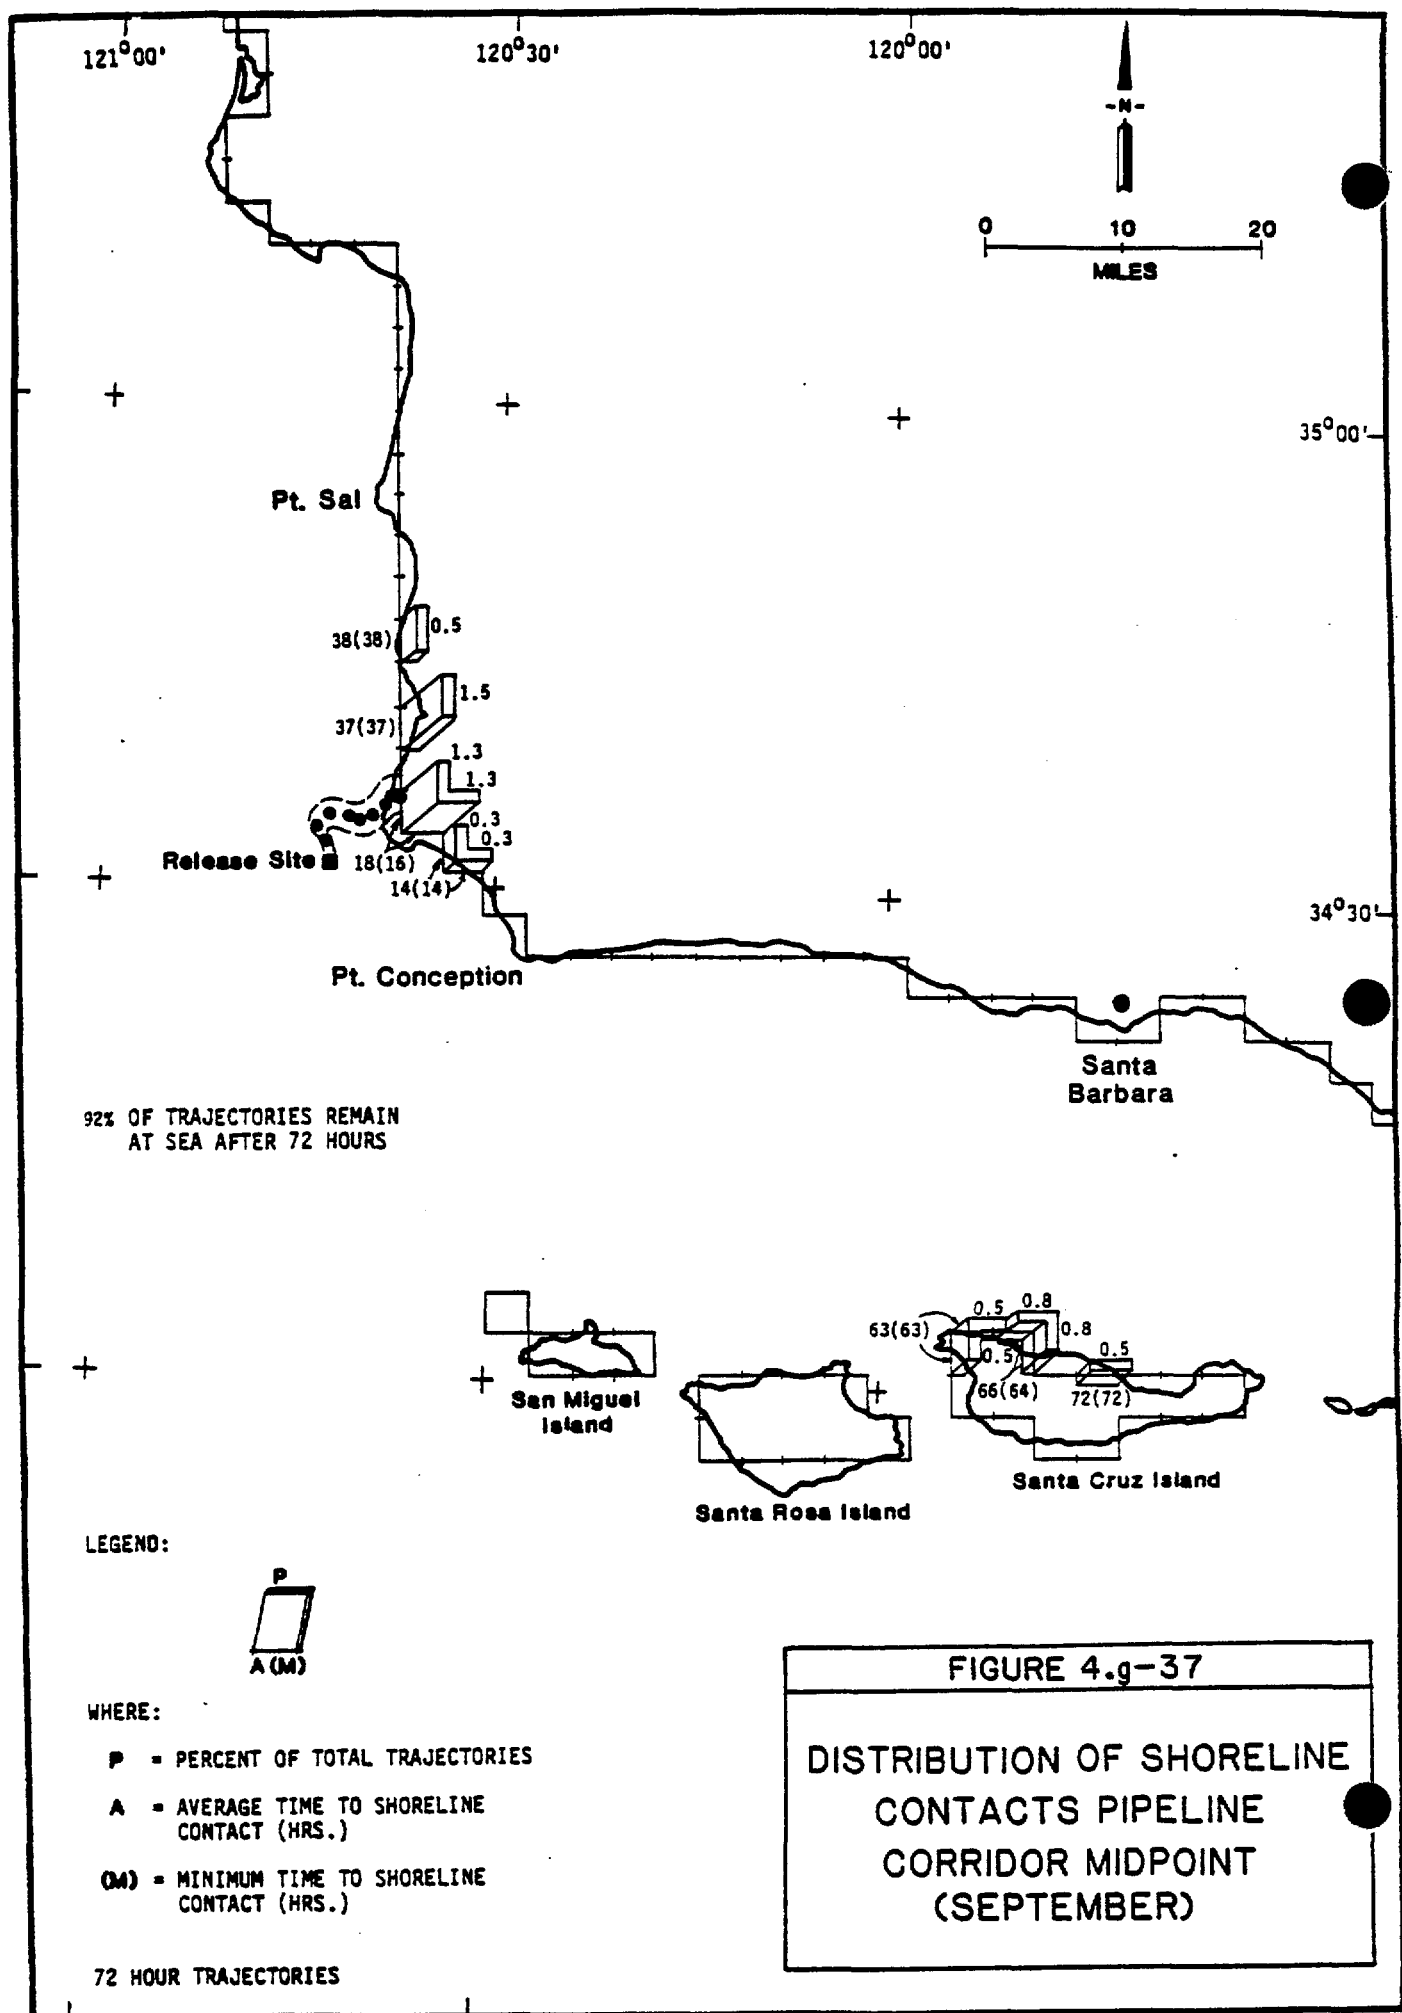 121°00'
120°30'
120°00'
-N-
0 10 20
MILES
35°00'
Pt. Sal
38(38)
0.5
1.5
37(37)
1.3
1.3
0.3
0.3
Release Site
18(16)
14(14)
34°30'
Pt. Conception
Santa
Barbara
92% OF TRAJECTORIES REMAIN
AT SEA AFTER 72 HOURS
0.5
0.8
63(63)
0.8
0.5
0.5
66(64)
72(72)
San Miguel
Island
Santa Cruz Island
Santa Rosa Island
LEGEND:
P
A(M)
WHERE:
P = PERCENT OF TOTAL TRAJECTORIES
A = AVERAGE TIME TO SHORELINE
CONTACT (HRS.)
(M) = MINIMUM TIME TO SHORELINE
CONTACT (HRS.)
72 HOUR TRAJECTORIES
FIGURE 4.g-37
DISTRIBUTION OF SHORELINE
CONTACTS PIPELINE
CORRIDOR MIDPOINT
(SEPTEMBER)